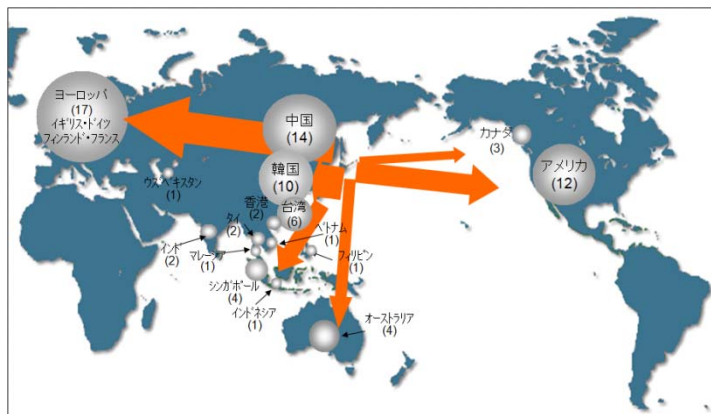 ヨーロッパ
(17)
イギリス・ドイツ
フィンランド・フランス
中国
(14)
カナダ
(3)
アメリカ
(12)
韓国
(10)
ウズベキスタン
(1)
香港
(2)
台湾
(6)
タイ
(2)
ベトナム
(1)
インド
(2)
マレーシア
(1)
フィリピン
(1)
シンガポール
(4)
インドネシア
(1)
オーストラリア
(4)